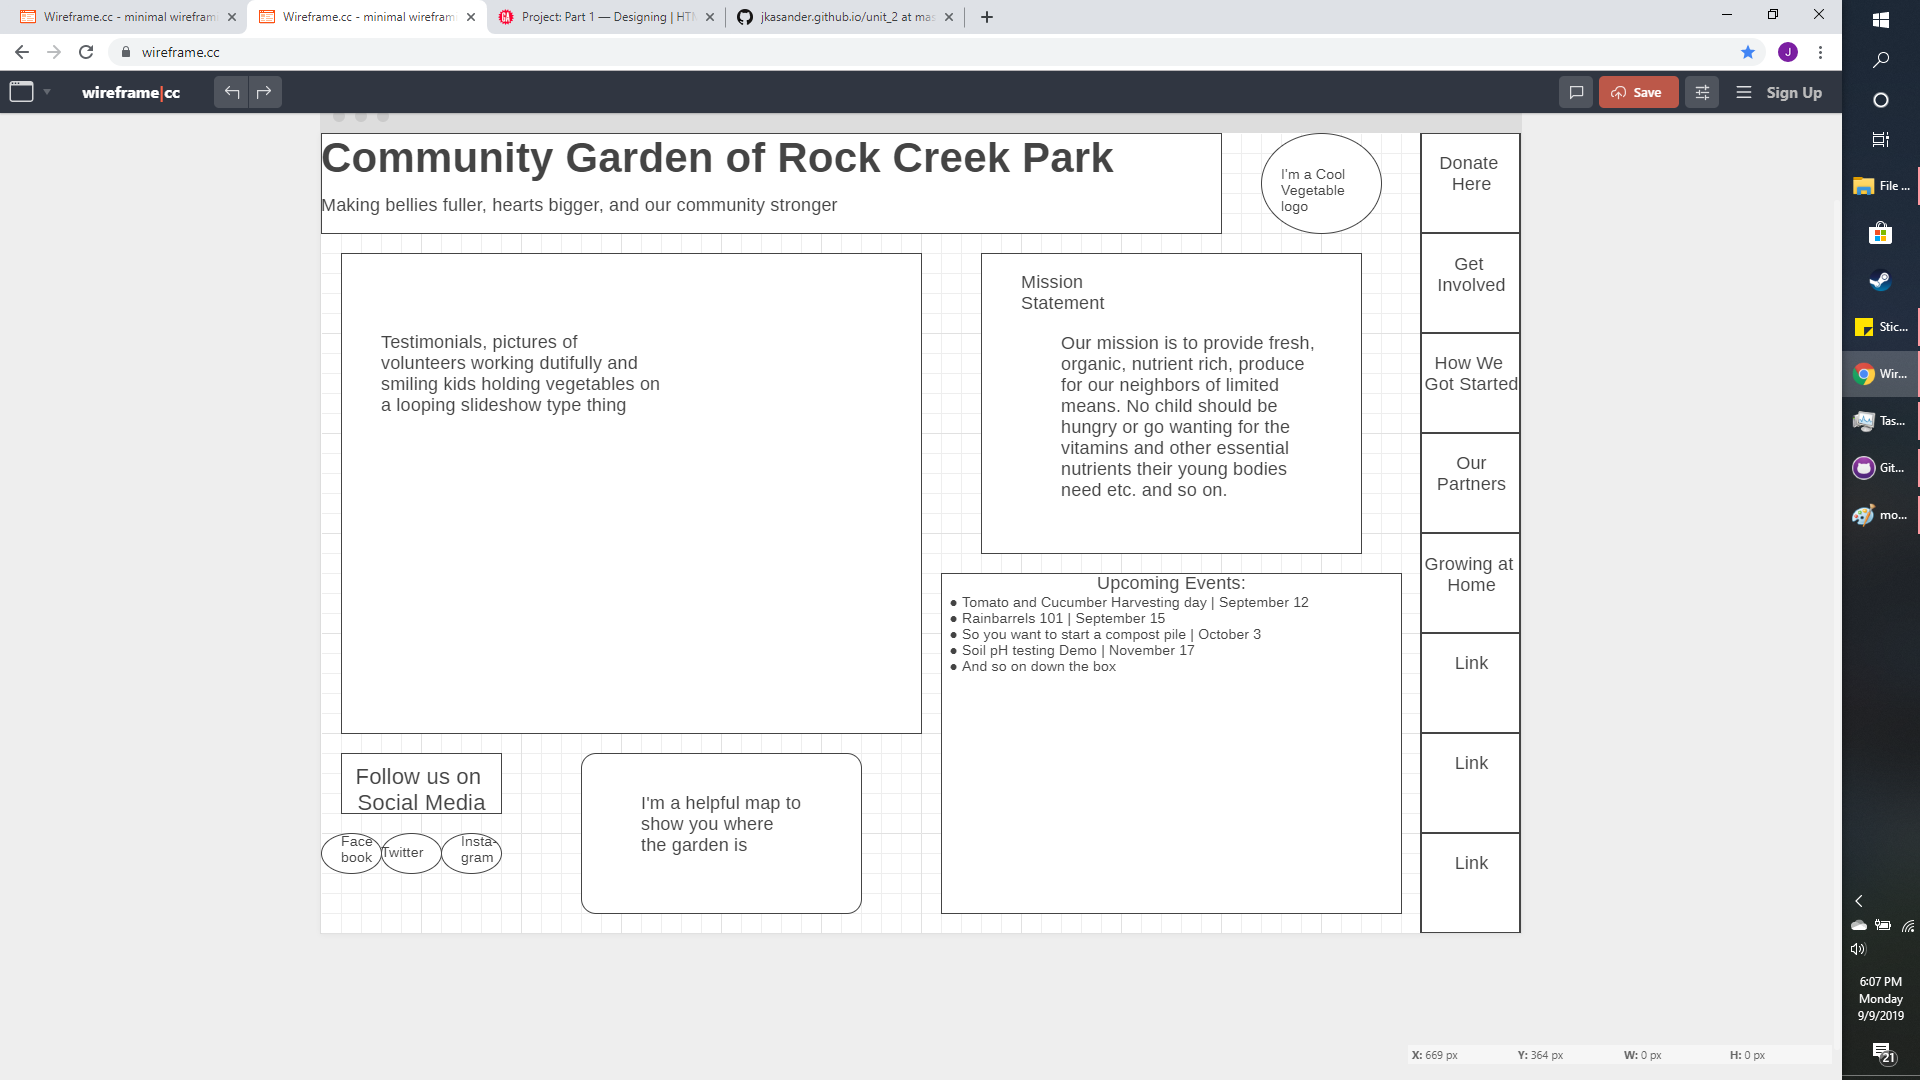 Wireframe.cc - minimal wirefram
Wireframe.cc - minimal wirefram
Project: Part 1 — Designing | HTM
jkasander.github.io/unit_2 at mas
wireframe.cc
J
wireframe|cc
Save
Sign Up
Community Garden of Rock Creek Park
Making bellies fuller, hearts bigger, and our community stronger
I'm a Cool
Vegetable
logo
Donate
Here
Get
Involved
How We
Got Started
Our
Partners
Growing at
Home
Link
Link
Link
Testimonials, pictures of
volunteers working dutifully and
smiling kids holding vegetables on
a looping slideshow type thing
Mission
Statement
Our mission is to provide fresh,
organic, nutrient rich, produce
for our neighbors of limited
means. No child should be
hungry or go wanting for the
vitamins and other essential
nutrients their young bodies
need etc. and so on.
Upcoming Events:
● Tomato and Cucumber Harvesting day | September 12
● Rainbarrels 101 | September 15
● So you want to start a compost pile | October 3
● Soil pH testing Demo | November 17
● And so on down the box
Follow us on
Social Media
Face
book
Twitter
Insta-
gram
I'm a helpful map to
show you where
the garden is
X: 669 px Y: 364 px W: 0 px H: 0 px
File ...
Stic...
Wir...
Tas...
Git...
mo...
6:07 PM
Monday
9/9/2019
21